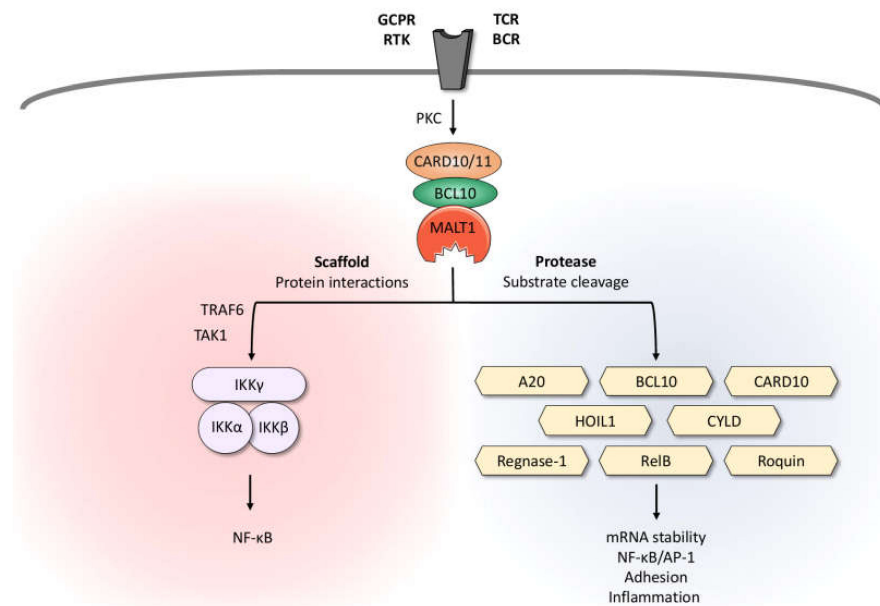 GCPR
RTK
TCR
BCR
PKC
CARD10/11
BCL10
MALT1
Scaffold
Protein interactions
Protease
Substrate cleavage
TRAF6
TAK1
IKKγ
IKKα
IKKβ
NF-κB
A20
BCL10
CARD10
HOIL1
CYLD
Regnase-1
RelB
Roquin
mRNA stability
NF-κB/AP-1
Adhesion
Inflammation